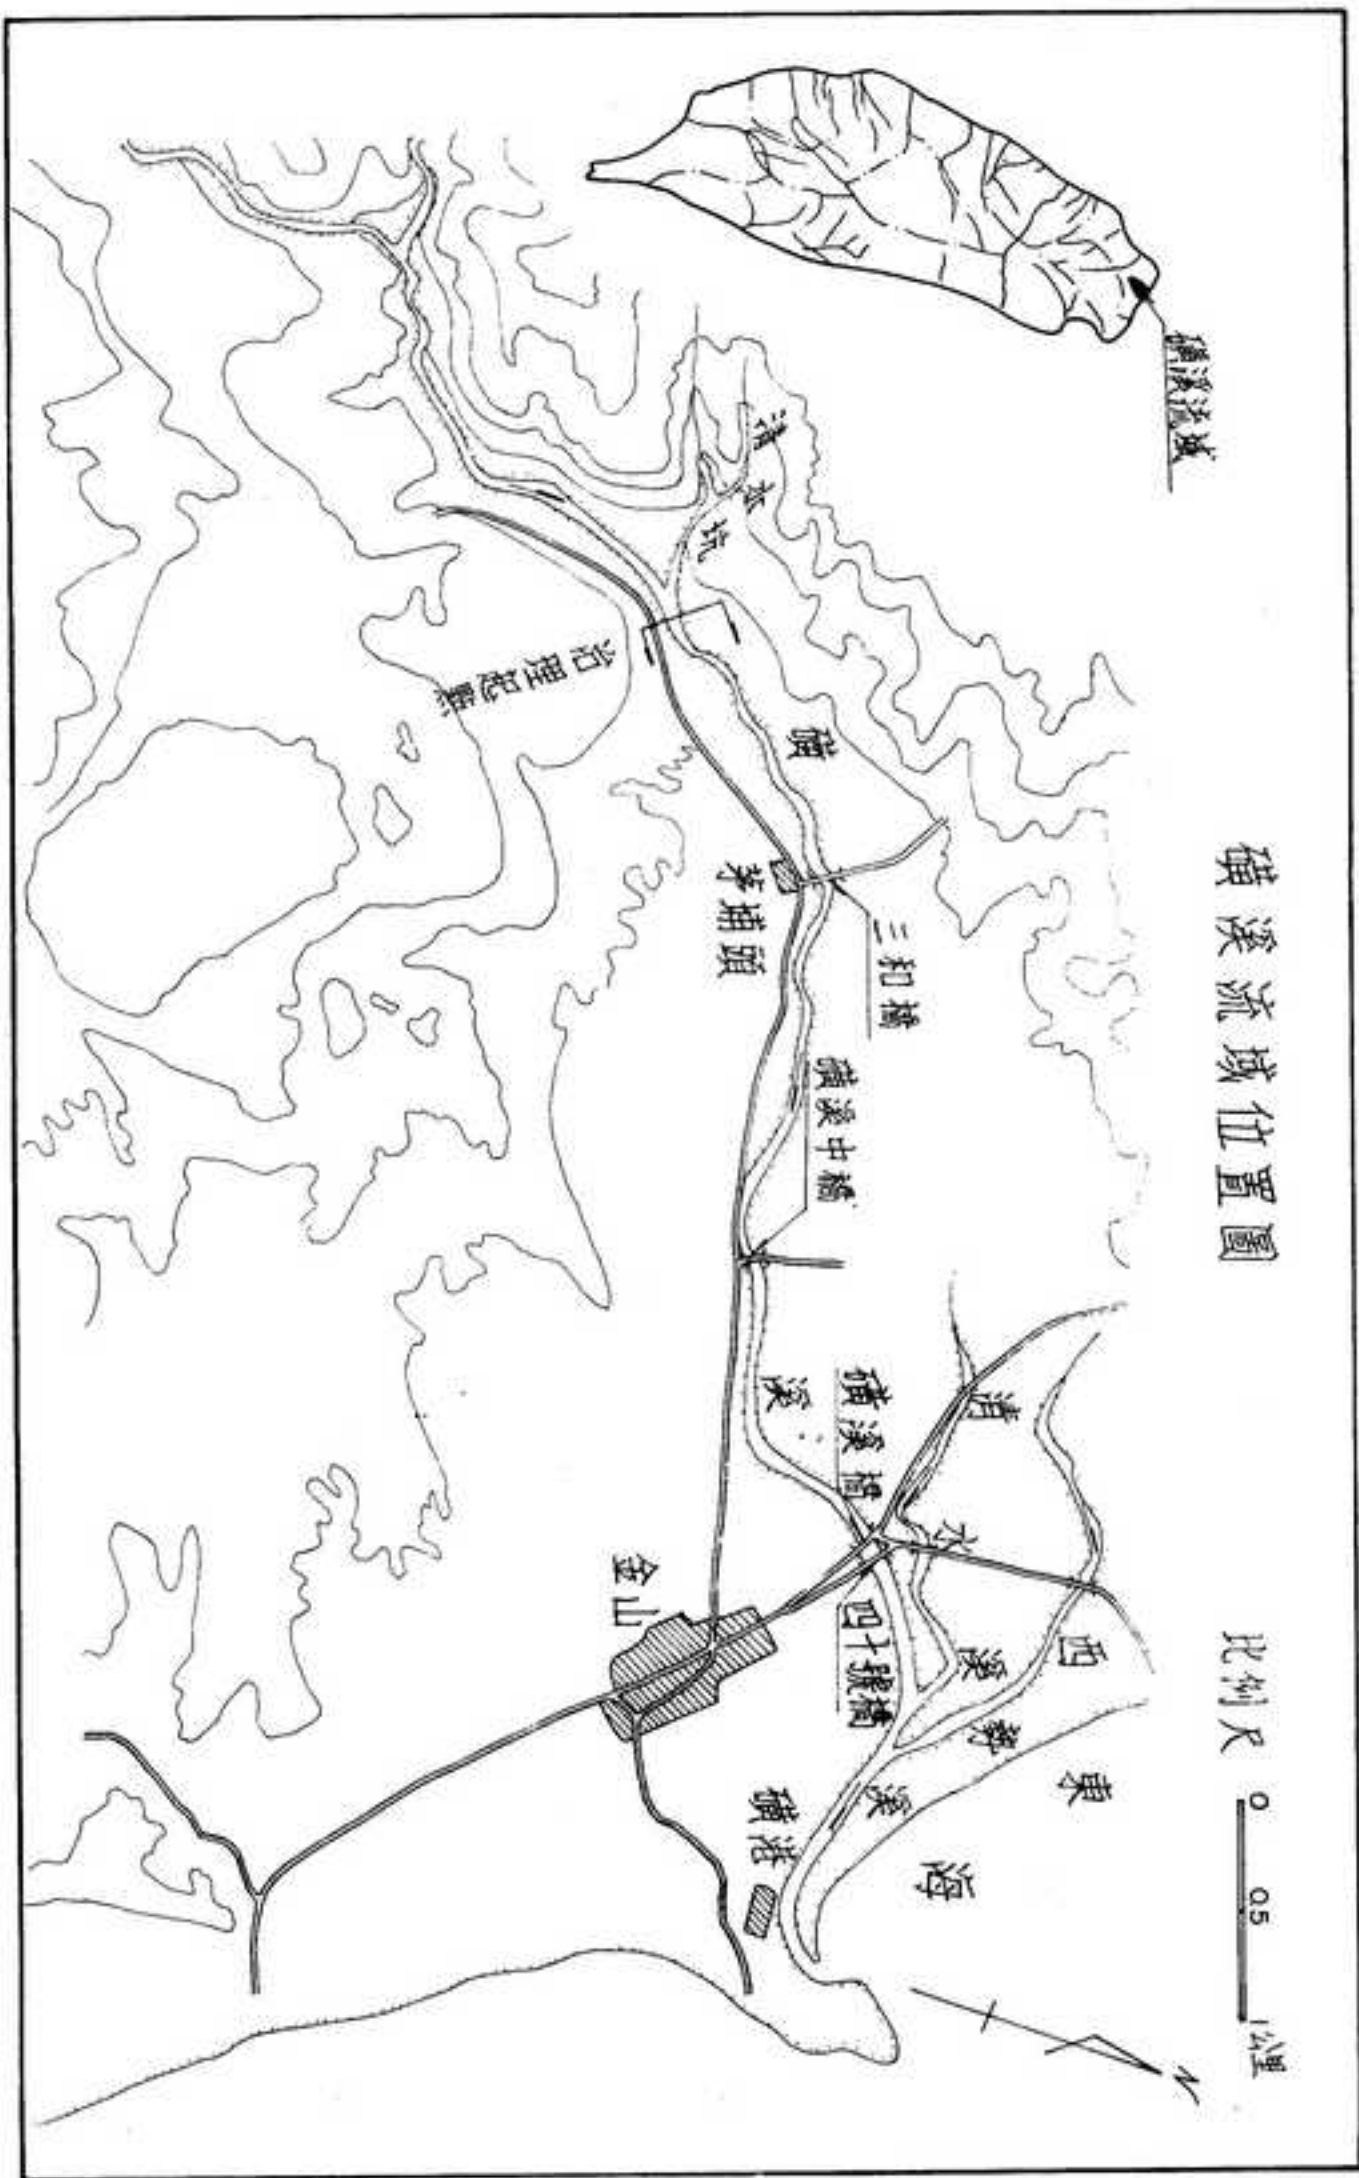 磺溪流域位置圖
比例尺
0 0.5 1公里
N
磺溪流域
清水坑
治理起點
磺溪
茅埔頭
三和橋
磺溪中橋
磺溪橋
四十號橋
清水溪
西勢溪
金山
磺港
東海